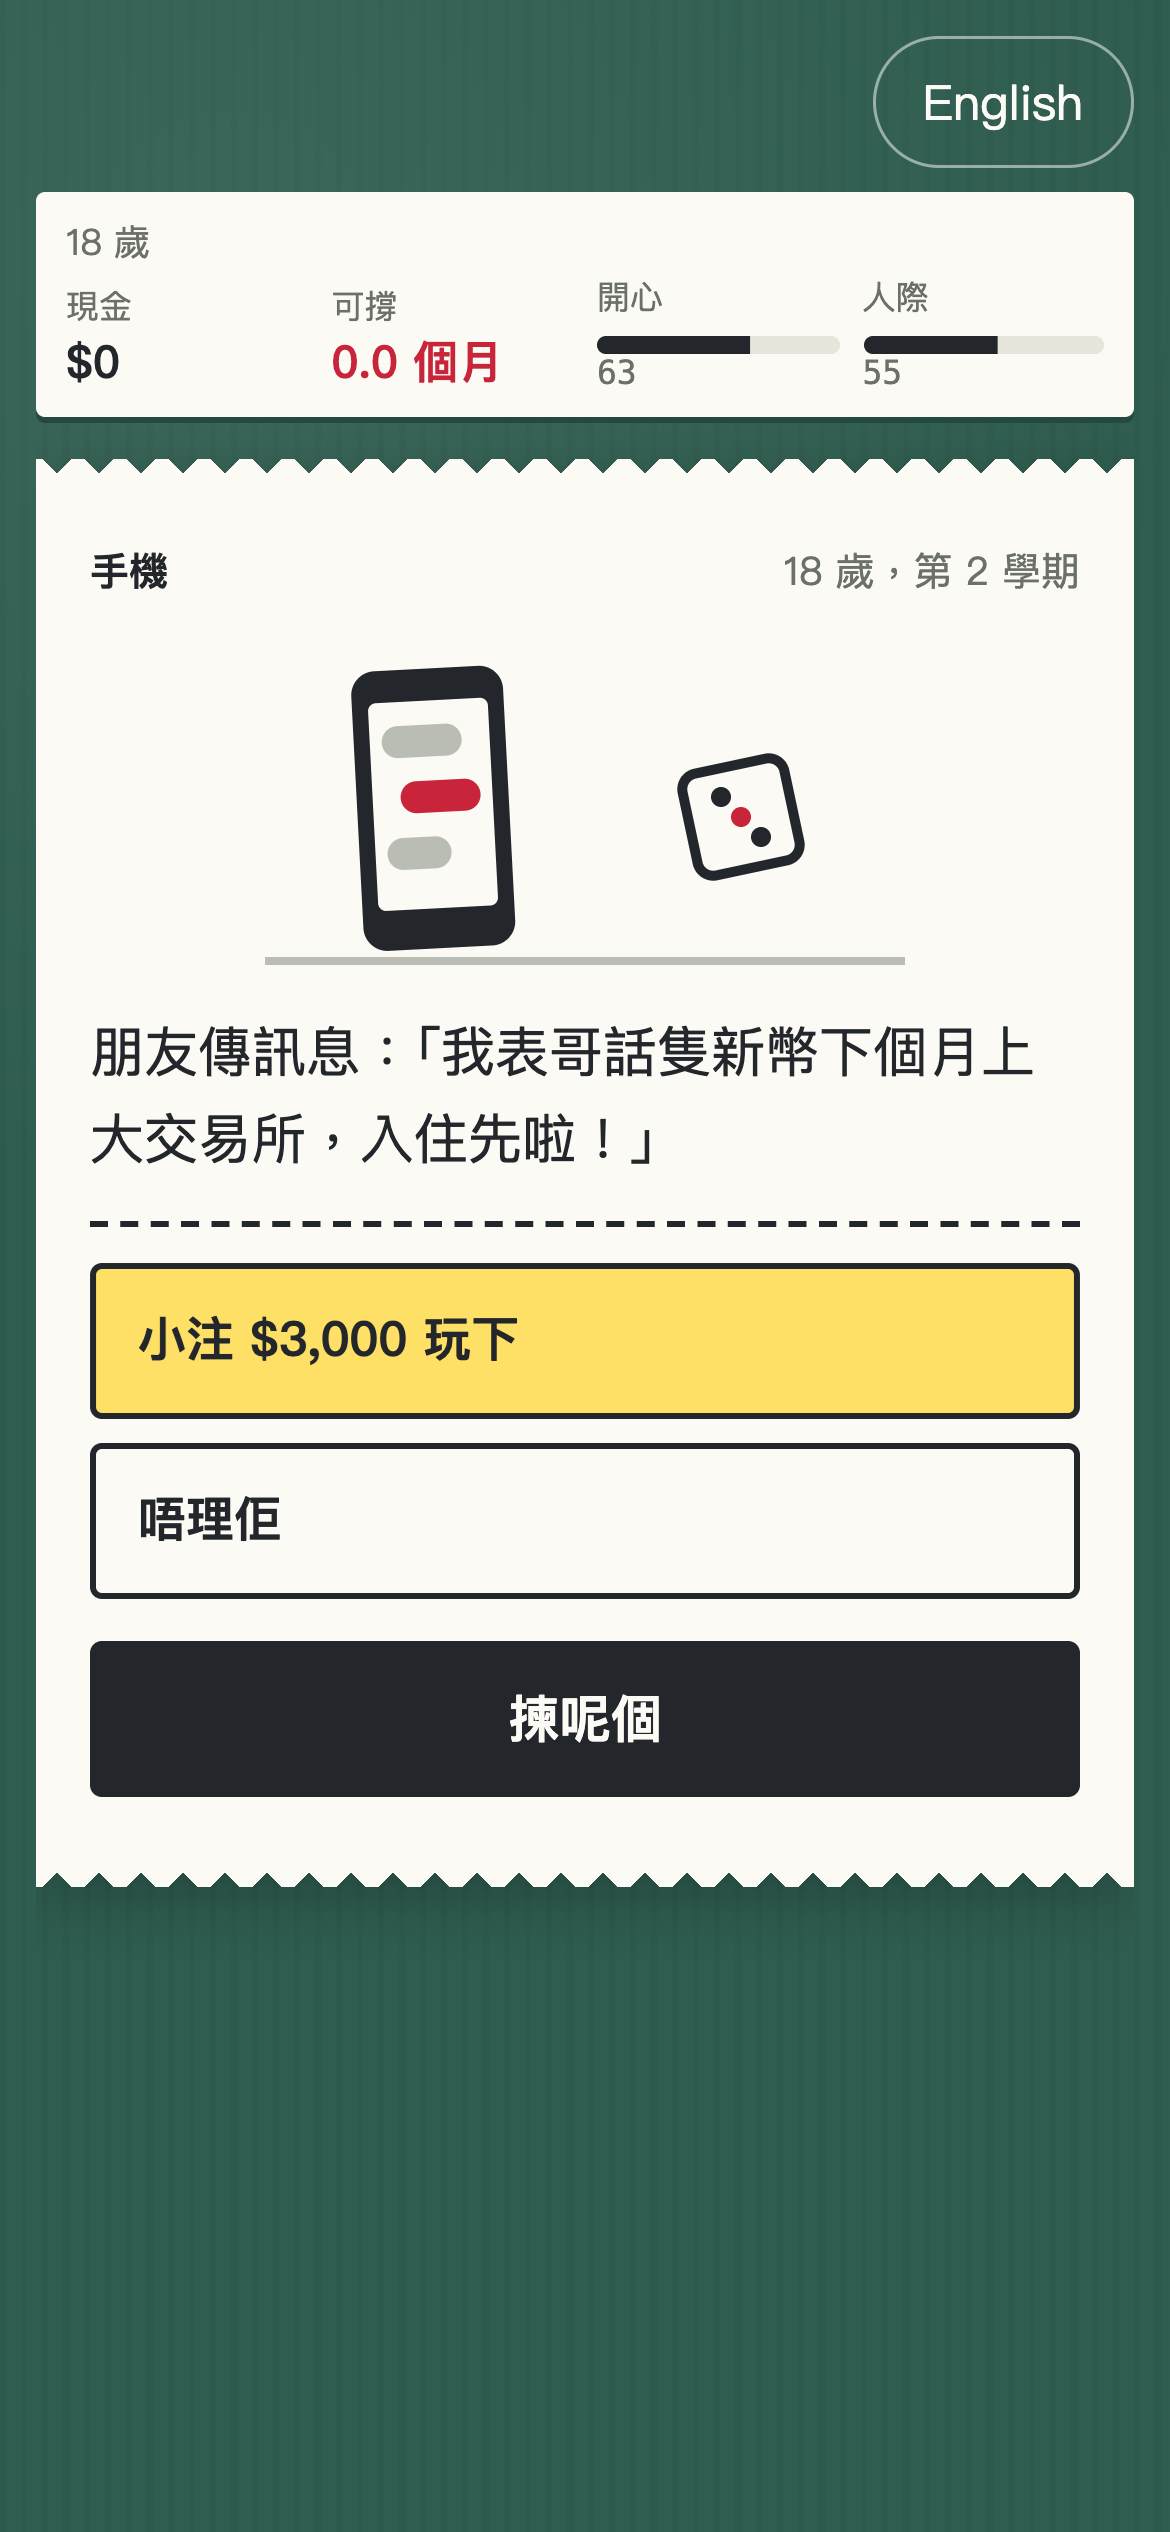 English
18 歲
現金
$0
可撐
0.0 個月
開心
63
人際
55
手機
18 歲，第 2 學期
朋友傳訊息：「我表哥話隻新幣下個月上
大交易所，入住先啦！」
小注 $3,000 玩下
唔理佢
揀呢個